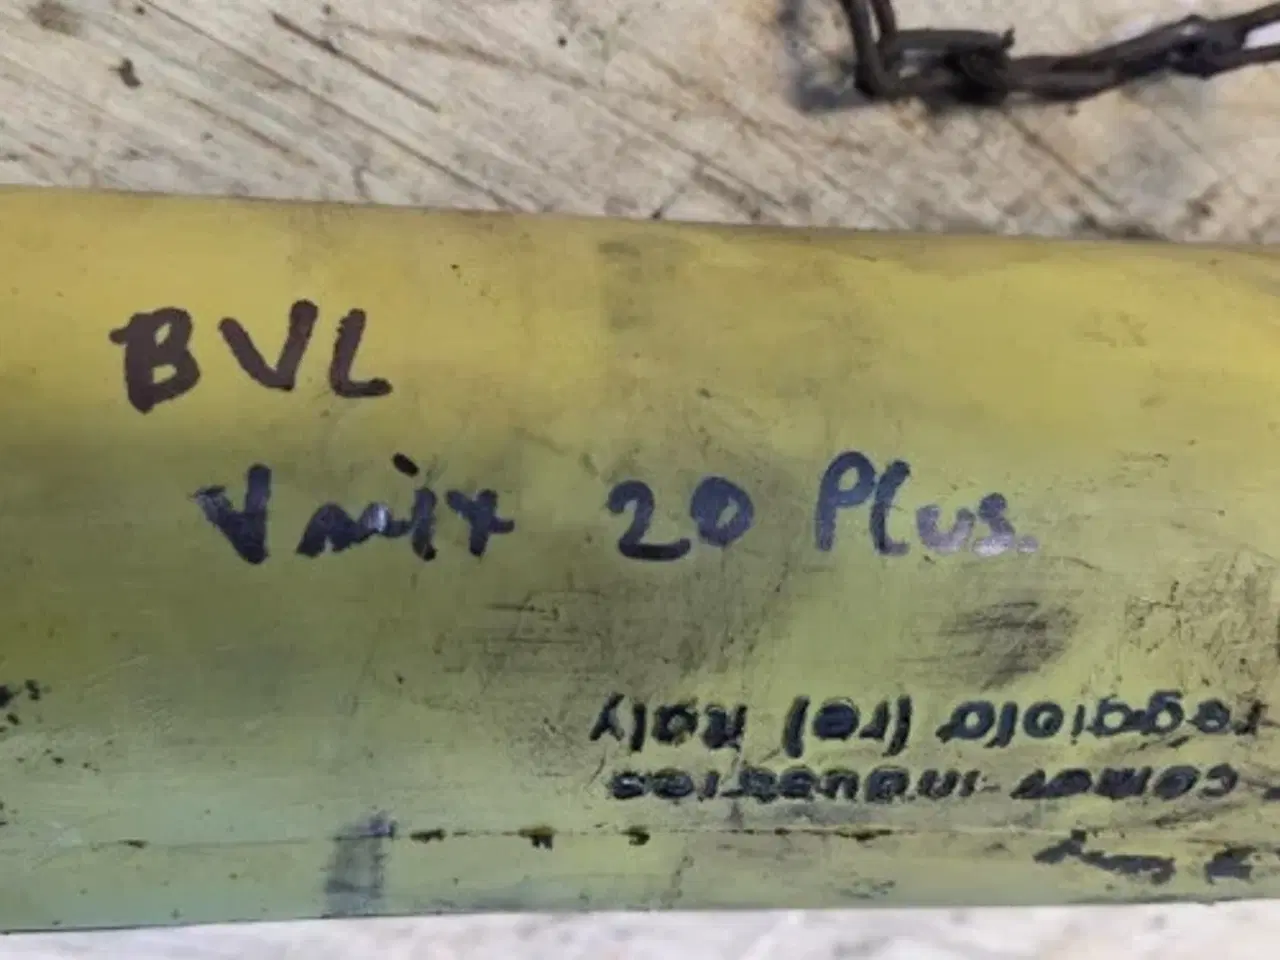 BVL
Vmix 20 Plus.
comer industries
reggiolo (re) Italy